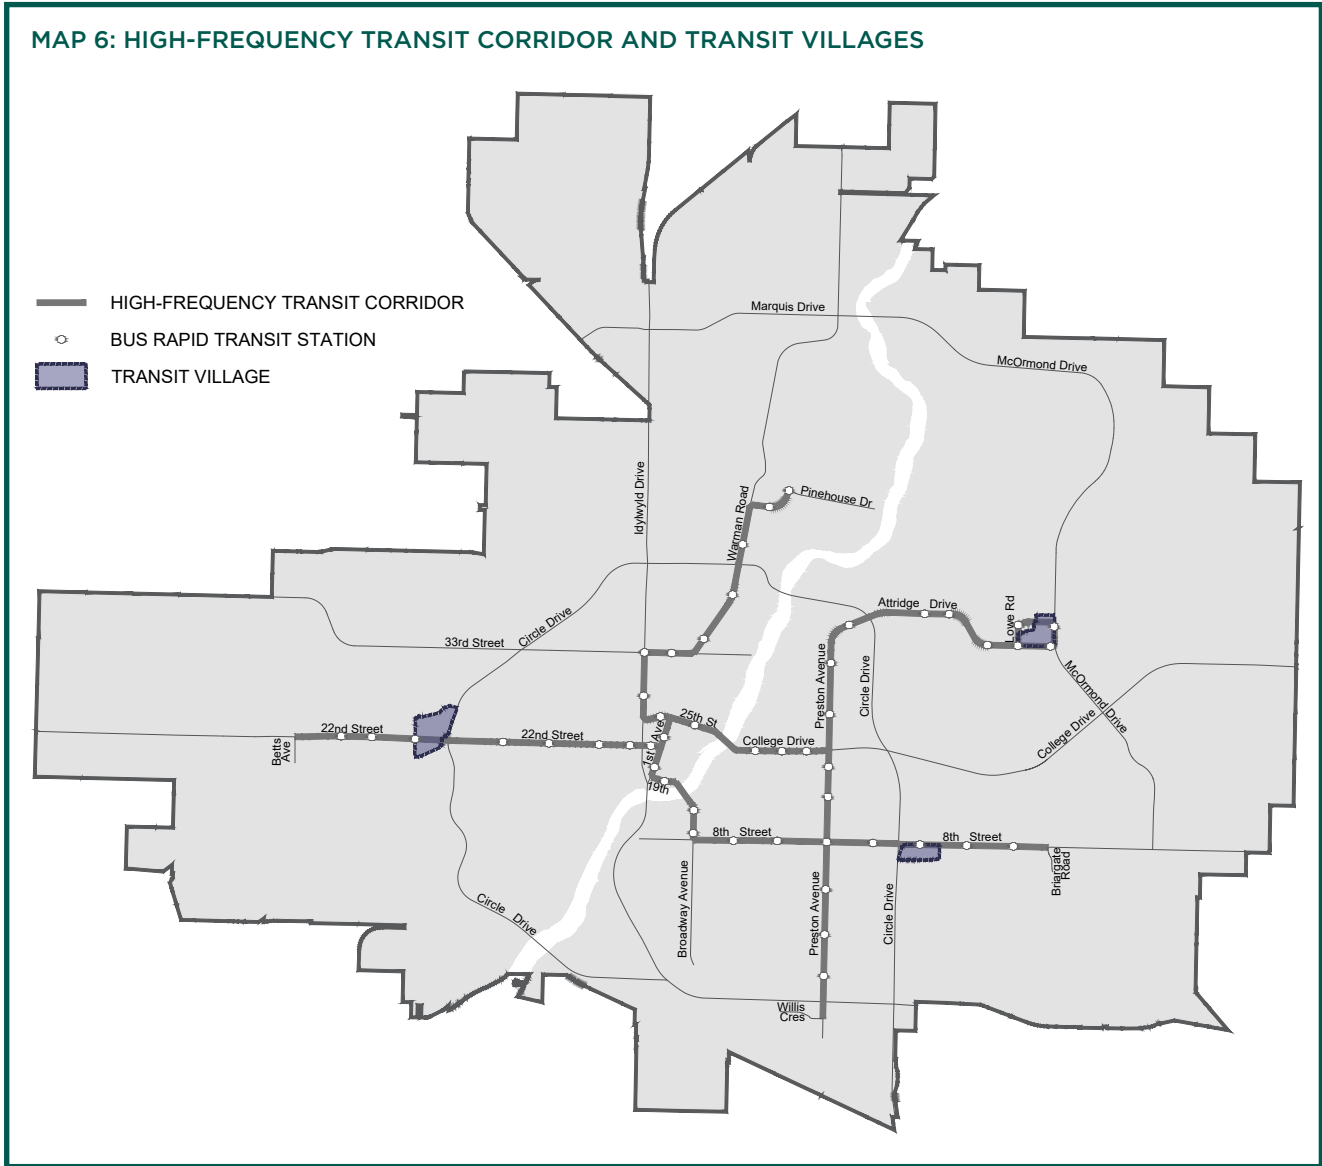 MAP 6: HIGH-FREQUENCY TRANSIT CORRIDOR AND TRANSIT VILLAGES
HIGH-FREQUENCY TRANSIT CORRIDOR
BUS RAPID TRANSIT STATION
TRANSIT VILLAGE
Marquis Drive
McOrmond Drive
Idylwyld Drive
Warman Road
Pinehouse Dr
Attridge Drive
Lowe Rd
Circle Drive
33rd Street
Preston Avenue
Circle Drive
McOrmond Drive
College Drive
22nd Street
22nd Street
Betts
Ave
25th St
1st Ave
College Drive
19th
8th Street
8th Street
Briargate
Road
Broadway Avenue
Preston Avenue
Circle Drive
Circle Drive
Willis
Cres